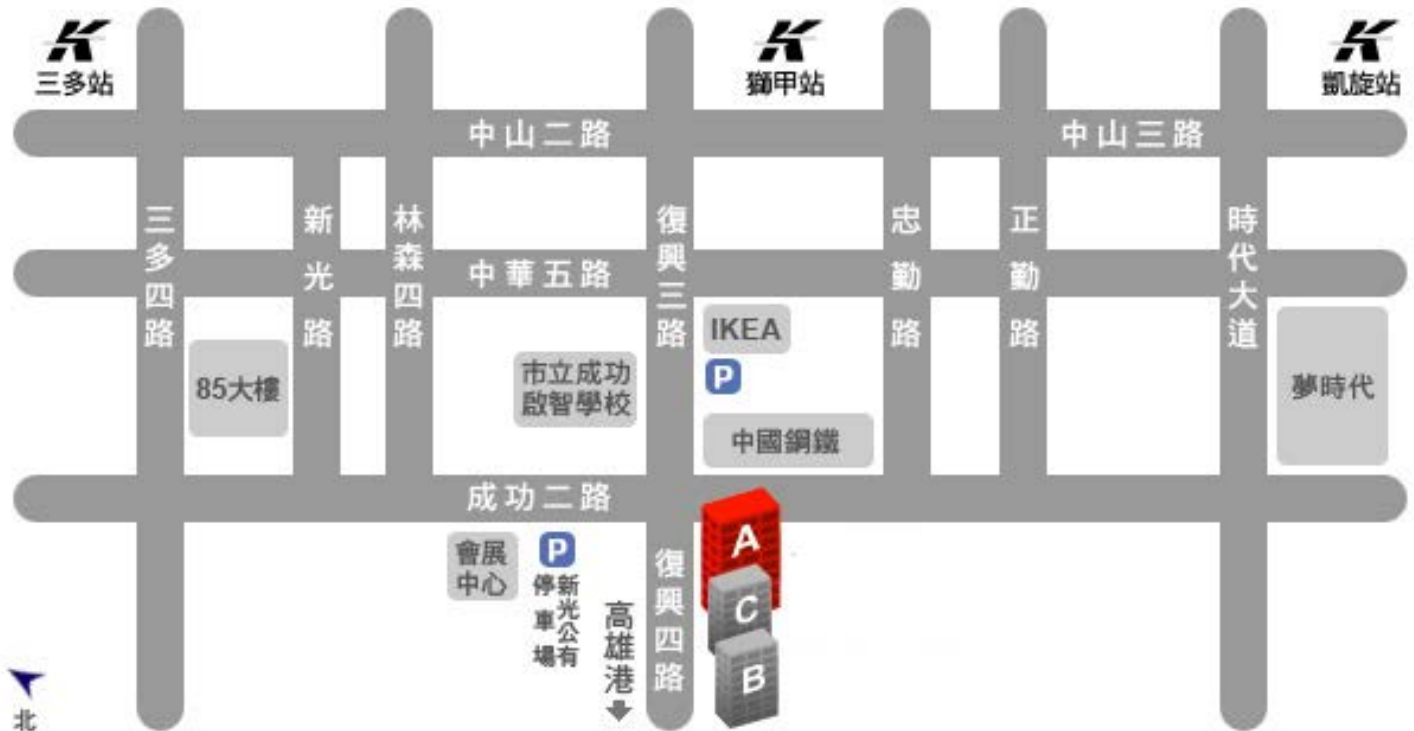 三多站
獅甲站
凱旋站
中山二路
中山三路
三多四路
新光路
林森四路
復興三路
忠勤路
正勤路
時代大道
中華五路
IKEA
P
85大樓
市立成功
啟智學校
夢時代
中國鋼鐵
成功二路
A
會展
中心
P
新光公有
停車場
高雄港
復興四路
C
B
北